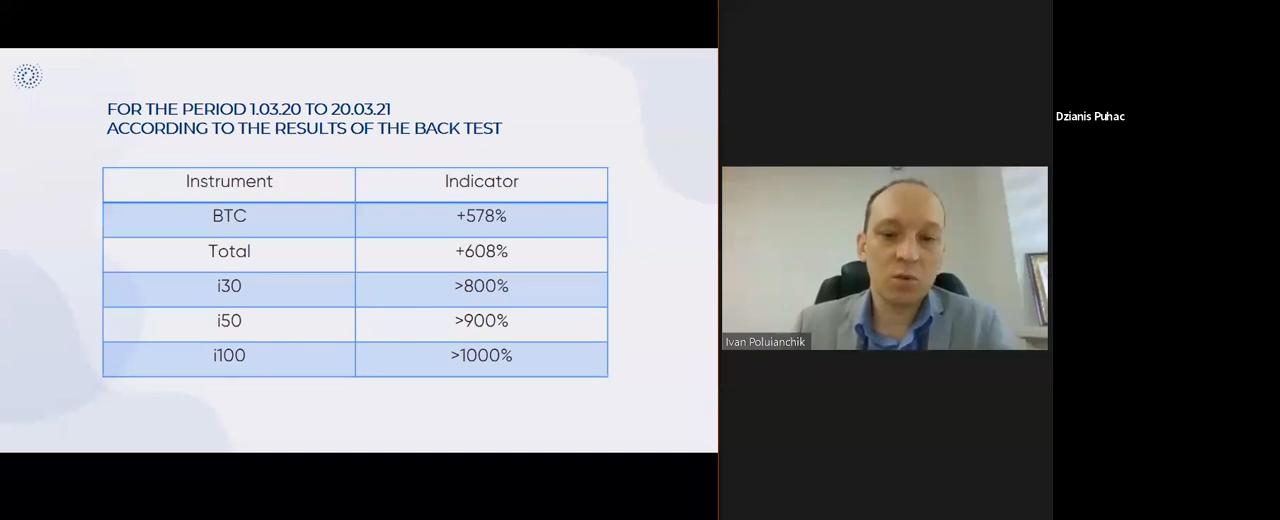 FOR THE PERIOD 1.03.20 TO 20.03.21
ACCORDING TO THE RESULTS OF THE BACK TEST
Instrument Indicator
BTC +578%
Total +608%
i30 >800%
i50 >900%
i100 >1000%
Ivan Poluianchik
Dzianis Puhac